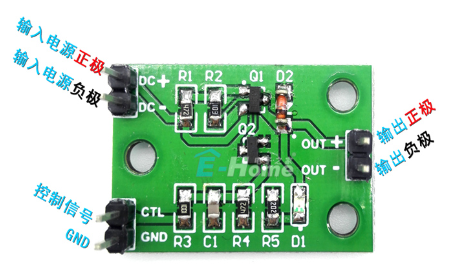 输入电源正极
输入电源负极
DC+
DC-
R1 R2 Q1 D2
472 103
Q2
OUT +
OUT -
输出正极
输出负极
E-Home
控制信号
GND
CTL
GND
103 472 202
R3 C1 R4 R5 D1